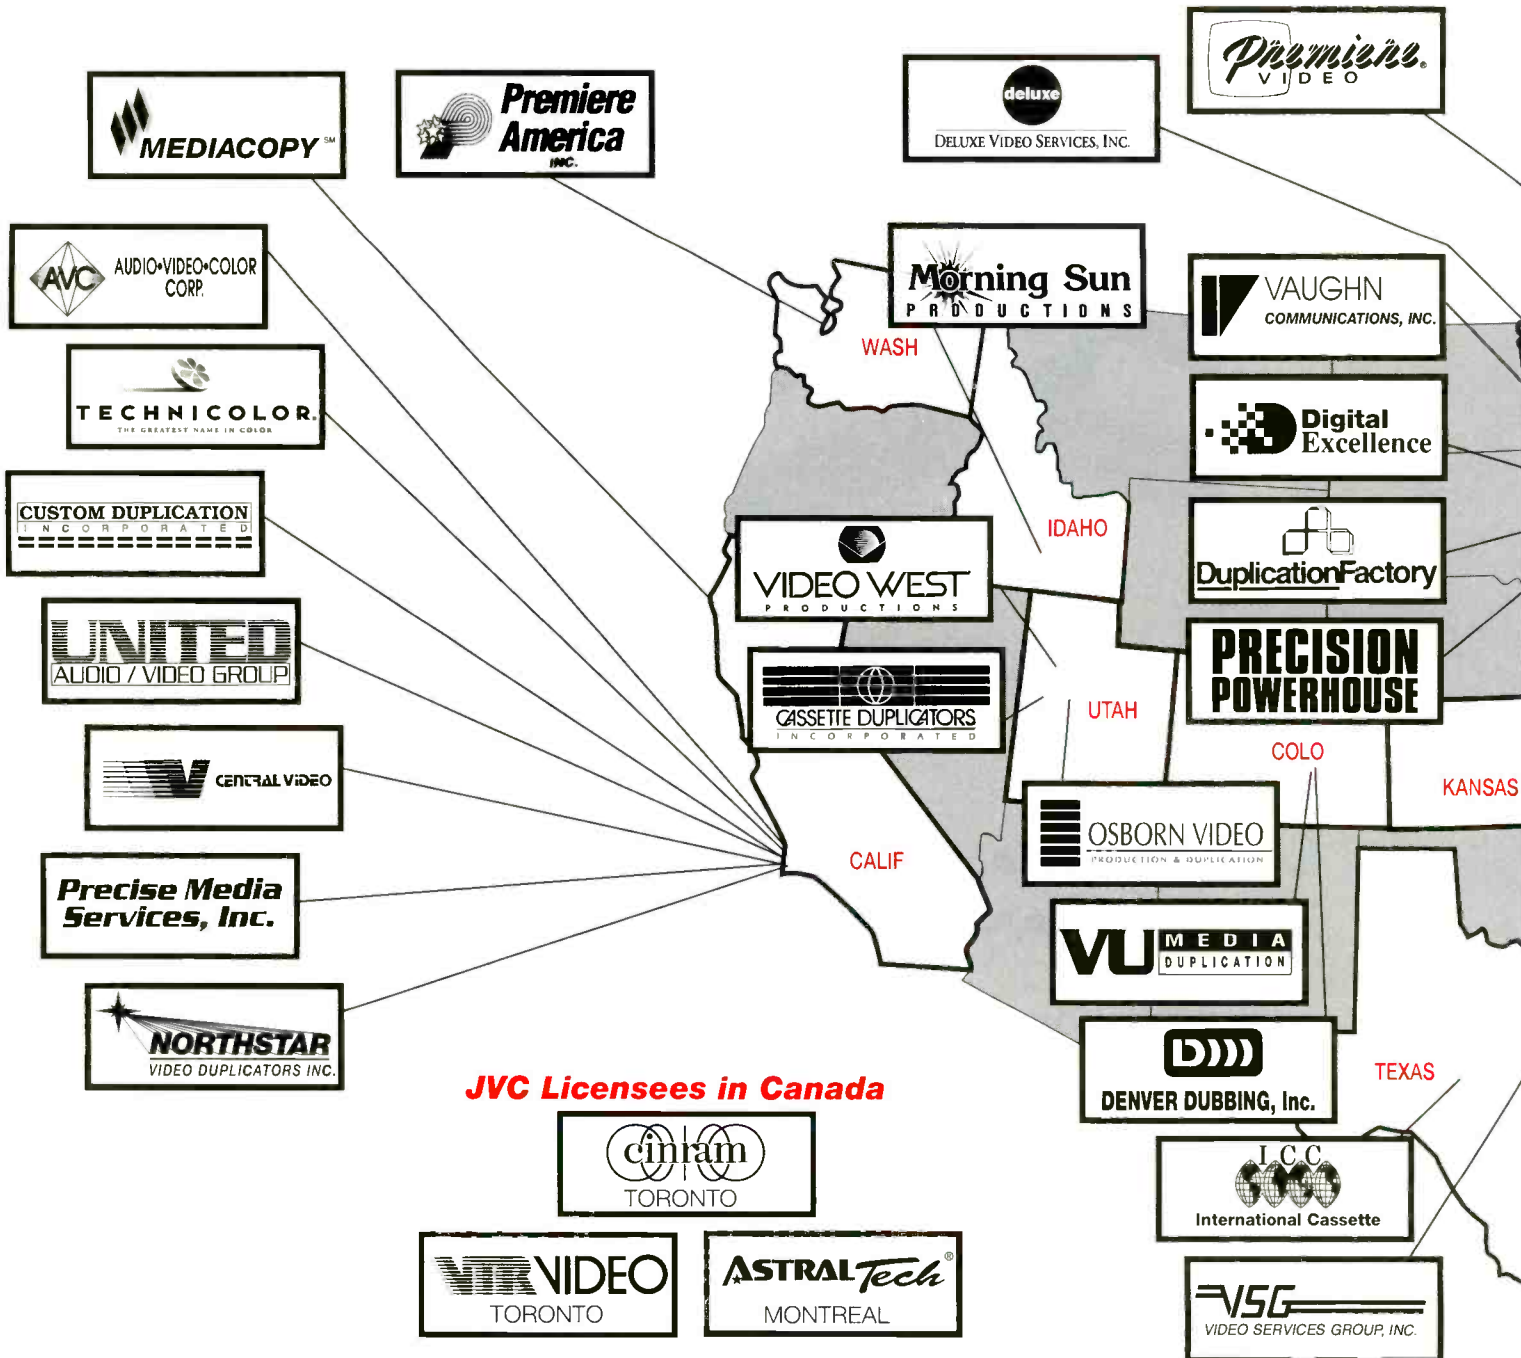 MEDIACOPY SM
Premiere
America
INC.
deluxe
DELUXE VIDEO SERVICES, INC.
Premiere®
VIDEO
AVC
AUDIO•VIDEO•COLOR
CORP.
Morning Sun
PRODUCTIONS
VAUGHN
COMMUNICATIONS, INC.
WASH
TECHNICOLOR®
THE GREATEST NAME IN COLOR
Digital
Excellence
CUSTOM DUPLICATION
INCORPORATED
IDAHO
VIDEO WEST
PRODUCTIONS
DuplicationFactory
UNITED
AUDIO / VIDEO GROUP
PRECISION
POWERHOUSE
CASSETTE DUPLICATORS
INCORPORATED
UTAH
COLO
KANSAS
V CENTRAL VIDEO
OSBORN VIDEO
PRODUCTION & DUPLICATION
CALIF
Precise Media
Services, Inc.
VU MEDIA
DUPLICATION
NORTHSTAR
VIDEO DUPLICATORS INC.
D))))
DENVER DUBBING, Inc.
TEXAS
JVC Licensees in Canada
cinram
TORONTO
ICC
International Cassette
VTR VIDEO
TORONTO
ASTRAL Tech®
MONTREAL
VSG
VIDEO SERVICES GROUP, INC.